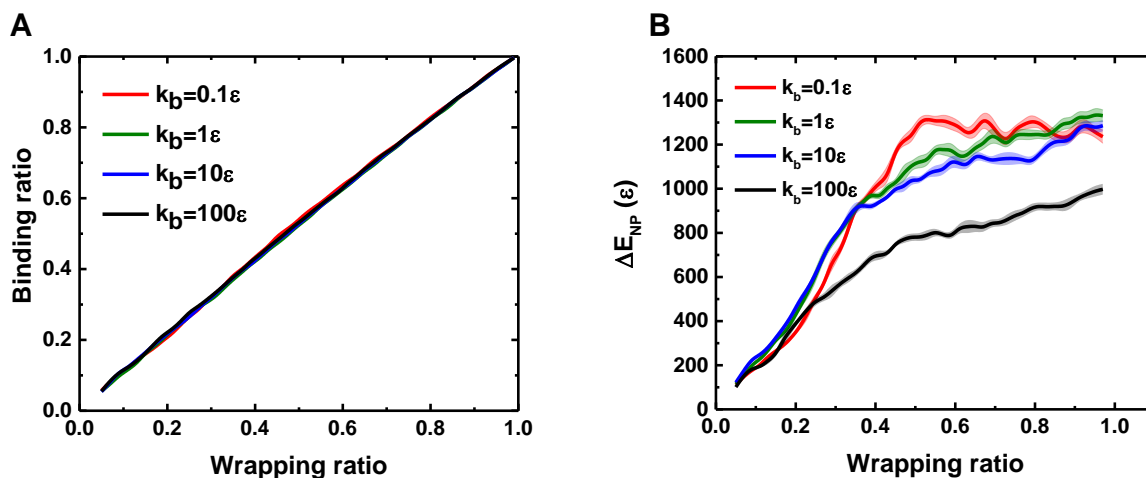 A
B
Binding ratio
1.0
0.8
0.6
0.4
0.2
0.0
k_b=0.1ε
k_b=1ε
k_b=10ε
k_b=100ε
0.0 0.2 0.4 0.6 0.8 1.0
Wrapping ratio
ΔE_NP (ε)
1600
1400
1200
1000
800
600
400
200
0
k_b=0.1ε
k_b=1ε
k_b=10ε
k_b=100ε
0.0 0.2 0.4 0.6 0.8 1.0
Wrapping ratio